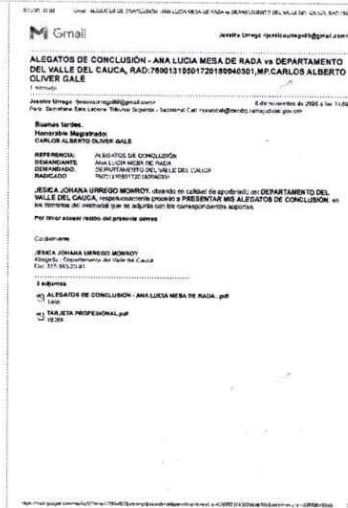 Gmail
ALEGATOS DE CONCLUSIÓN - ANA LUCIA MESA DE RADA vs DEPARTAMENTO
DEL VALLE DEL CAUCA, MP.CARLOS ALBERTO
OLIVER GALE
1 mensaje
Buenas tardes.
Honorable Magistrado:
CARLOS ALBERTO OLIVER GALE
REFERENCIA: ALEGATOS DE CONCLUSIÓN
DEMANDANTE: ANA LUCIA MESA DE RADA
DEMANDADO: DEPARTAMENTO DEL VALLE DEL CAUCA
RADICADO
JESICA JOHANA URREGO MONROY, obrando en calidad de apoderada del DEPARTAMENTO DEL
VALLE DEL CAUCA, respetuosamente procedo a PRESENTAR MIS ALEGATOS DE CONCLUSIÓN, en
los términos del memorial que se adjunta con los correspondientes soportes.
Por favor acusar recibo del presente correo
Cordialmente
JESICA JOHANA URREGO MONROY
Abogada - Departamento del Valle del Cauca
2 adjuntos
ALEGATOS DE CONCLUSIÓN - ANA LUCIA MESA DE RADA .pdf
TARJETA PROFESIONAL.pdf